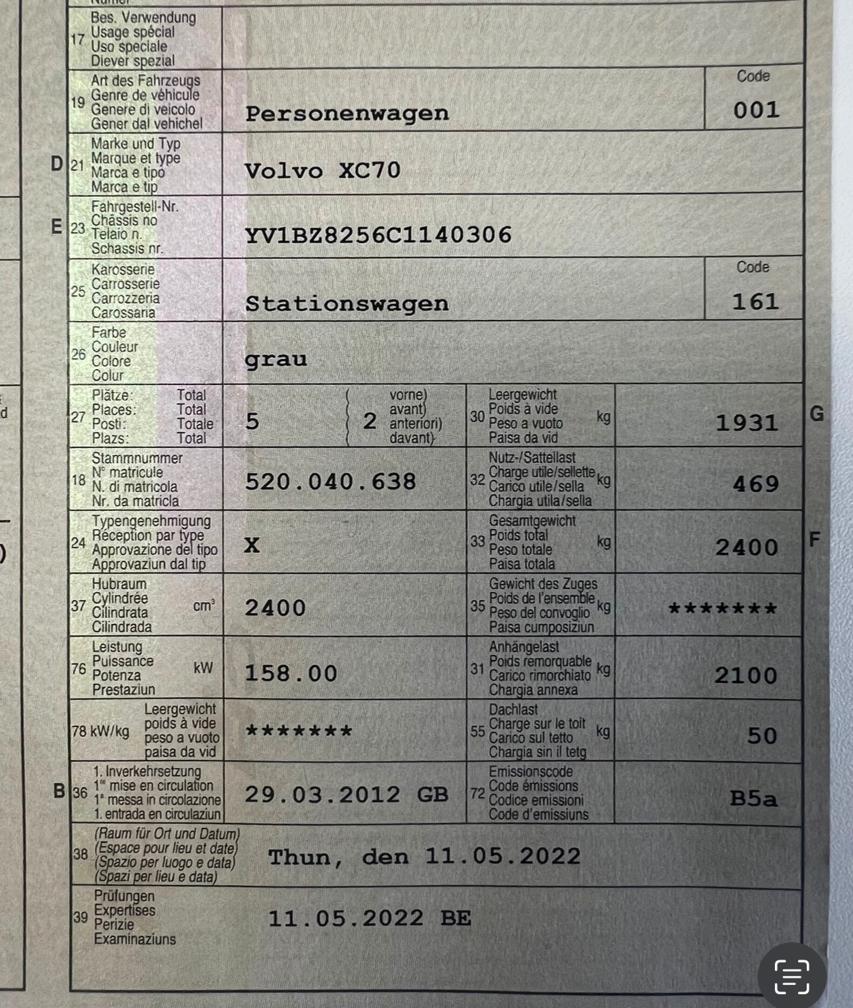 17
Bes. Verwendung
Usage spécial
Uso speciale
Diever spezial
19
Art des Fahrzeugs
Genre de véhicule
Genere di veicolo
Gener dal vehichel
Personenwagen
Code
001
D
21
Marke und Typ
Marque et type
Marca e tipo
Marca e tip
Volvo XC70
E
23
Fahrgestell-Nr.
Châssis no
Telaio n.
Schassis nr.
YV1BZ8256C1140306
25
Karosserie
Carrosserie
Carrozzeria
Carossaria
Stationswagen
Code
161
26
Farbe
Couleur
Colore
Colur
grau
27
Plätze: Total
Places: Total
Posti: Totale
Plazs: Total
5
( vorne)
2 avant)
anteriori)
( davant)
30
Leergewicht
Poids à vide
Peso a vuoto
Paisa da vid
kg
1931
G
18
Stammnummer
N° matricule
N. di matricola
Nr. da matricla
520.040.638
32
Nutz-/Sattellast
Charge utile/sellette
Carico utile/sella
Chargia utila/sella
kg
469
24
Typengenehmigung
Réception par type
Approvazione del tipo
Approvaziun dal tip
X
33
Gesamtgewicht
Poids total
Peso totale
Paisa totala
kg
2400
F
37
Hubraum
Cylindrée
Cilindrata
Cilindrada
cm³
2400
35
Gewicht des Zuges
Poids de l'ensemble
Peso del convoglio
Paisa cumposiziun
kg
*******
76
Leistung
Puissance
Potenza
Prestaziun
kW
158.00
31
Anhängelast
Poids remorquable
Carico rimorchiato
Chargia annexa
kg
2100
78 kW/kg
Leergewicht
poids à vide
peso a vuoto
paisa da vid
*******
55
Dachlast
Charge sur le toit
Carico sul tetto
Chargia sin il tetg
kg
50
B
36
1. Inverkehrsetzung
1re mise en circulation
1a messa in circolazione
1. entrada en circulaziun
29.03.2012 GB
72
Emissionscode
Code émissions
Codice emissioni
Code d'emissiuns
B5a
38
(Raum für Ort und Datum)
(Espace pour lieu et date)
(Spazio per luogo e data)
(Spazi per lieu e data)
Thun, den 11.05.2022
39
Prüfungen
Expertises
Perizie
Examinaziuns
11.05.2022 BE